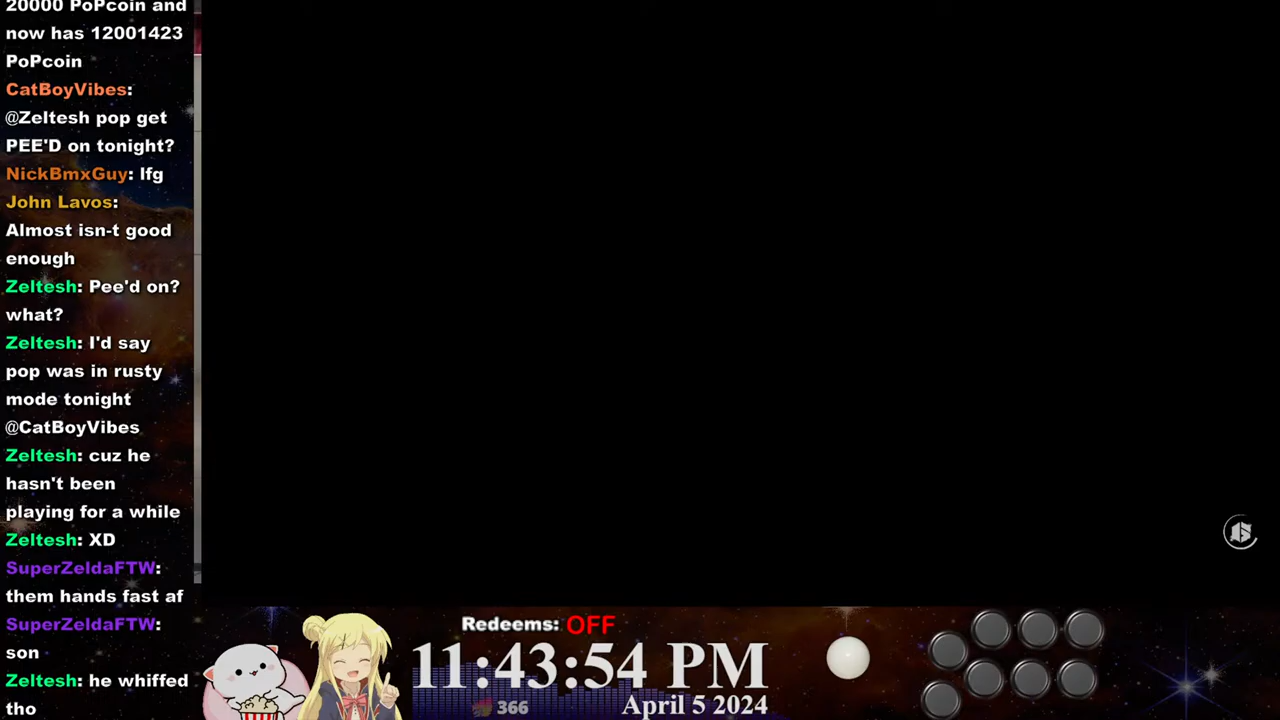 20000 PoPcoin and
now has 12001423
PoPcoin
CatBoyVibes:
@Zeltesh pop get
PEE'D on tonight?
NickBmxGuy: lfg
John Lavos:
Almost isn-t good
enough
Zeltesh: Pee'd on?
what?
Zeltesh: I'd say
pop was in rusty
mode tonight
@CatBoyVibes
Zeltesh: cuz he
hasn't been
playing for a while
Zeltesh: XD
SuperZeldaFTW:
them hands fast af
SuperZeldaFTW:
son
Zeltesh: he whiffed
tho
Redeems: OFF
11:43:54 PM
366
April 5 2024